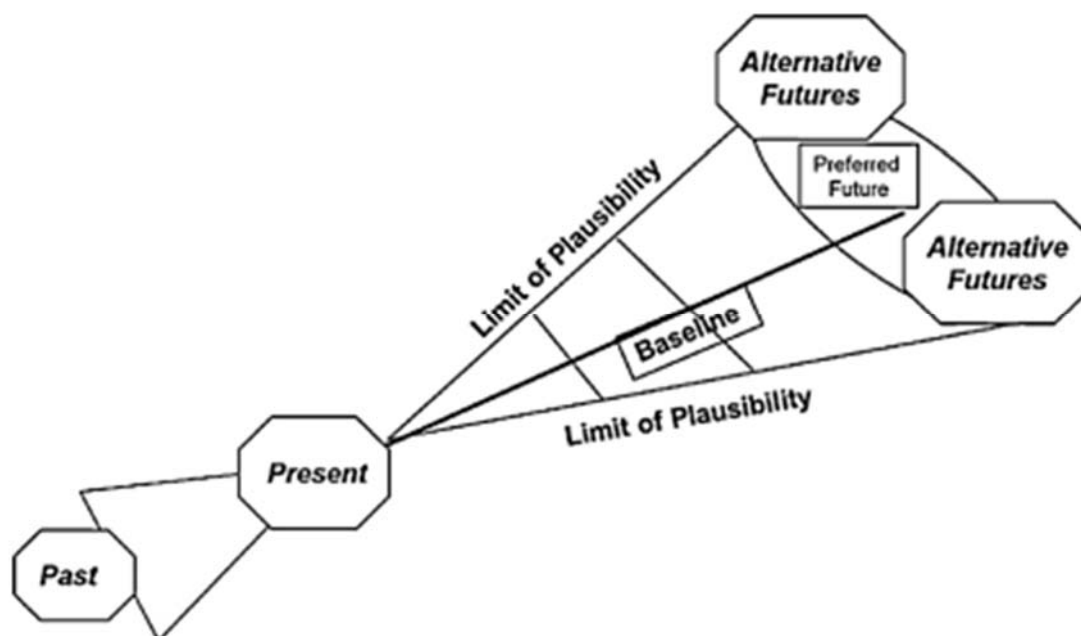 Alternative
Futures
Preferred
Future
Limit of Plausibility
Alternative
Futures
Baseline
Limit of Plausibility
Present
Past